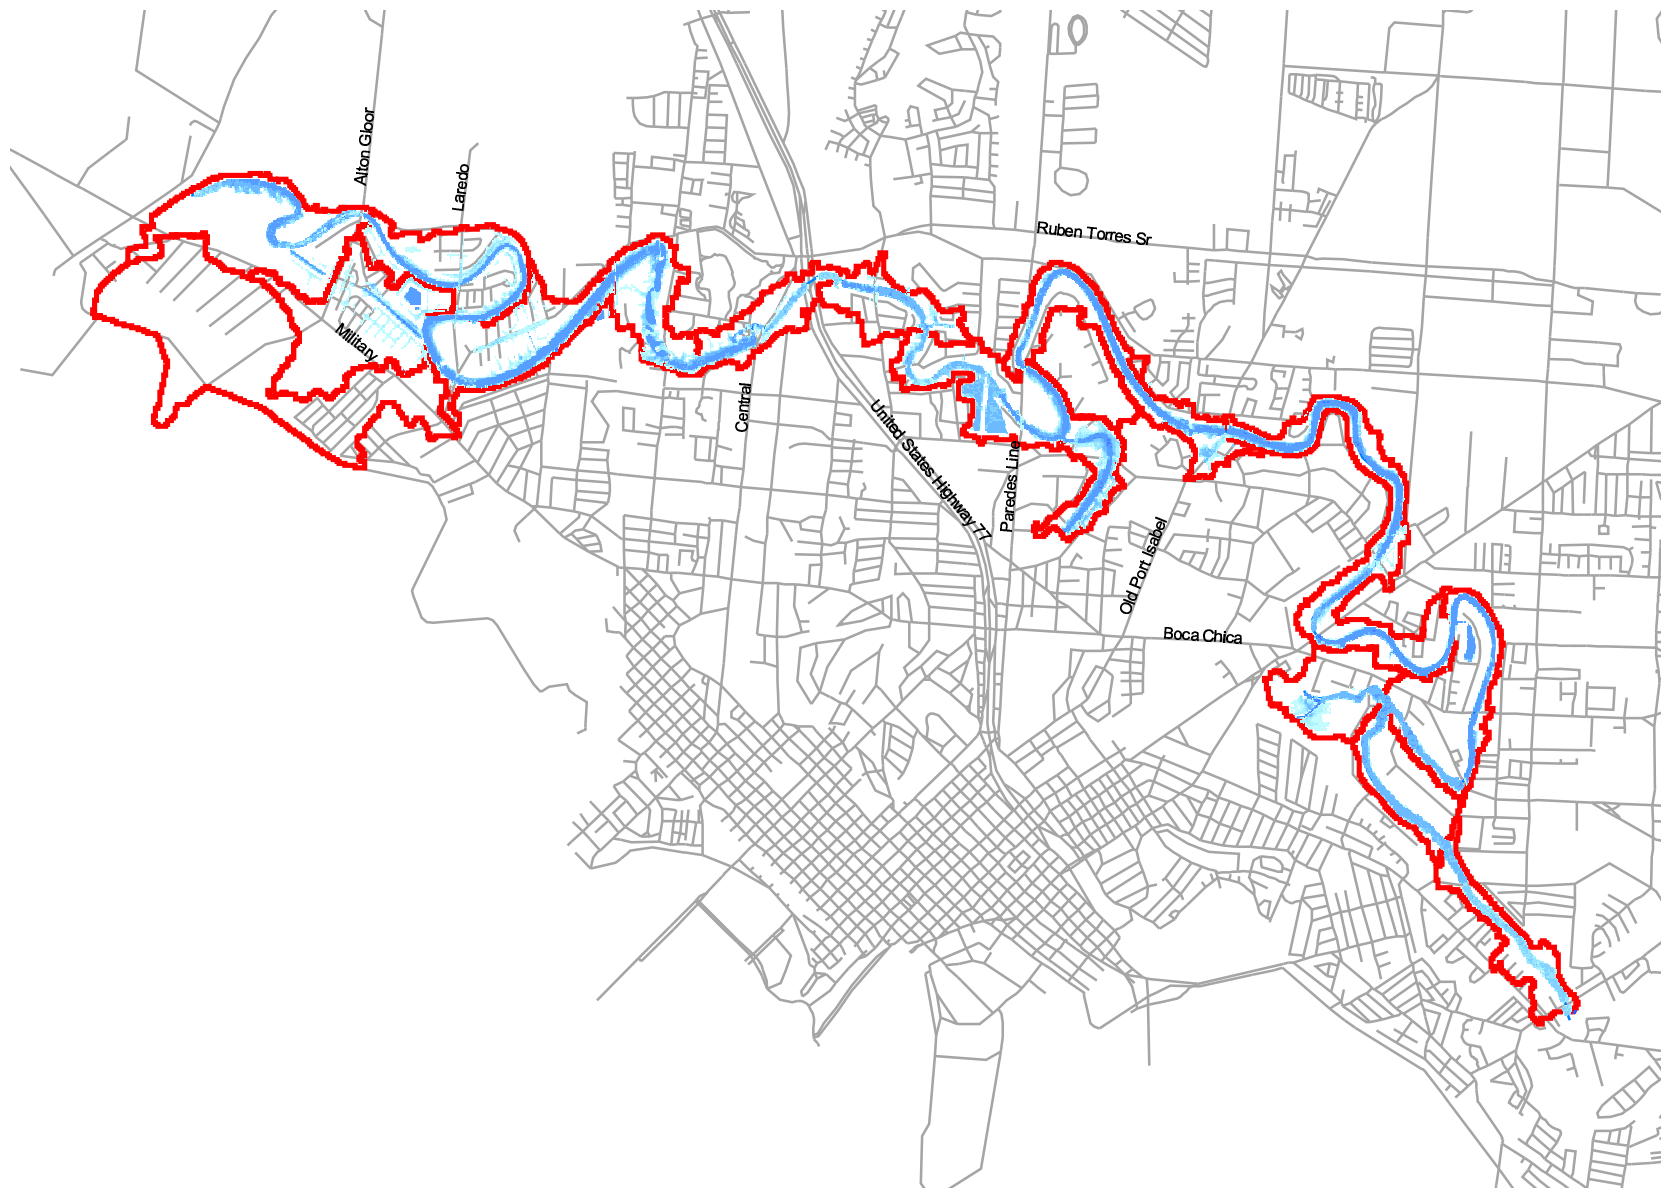 Alton Gloor
Laredo
Ruben Torres Sr
Military
Central
United States Highway 77
Paredes Line
Old Port Isabel
Boca Chica